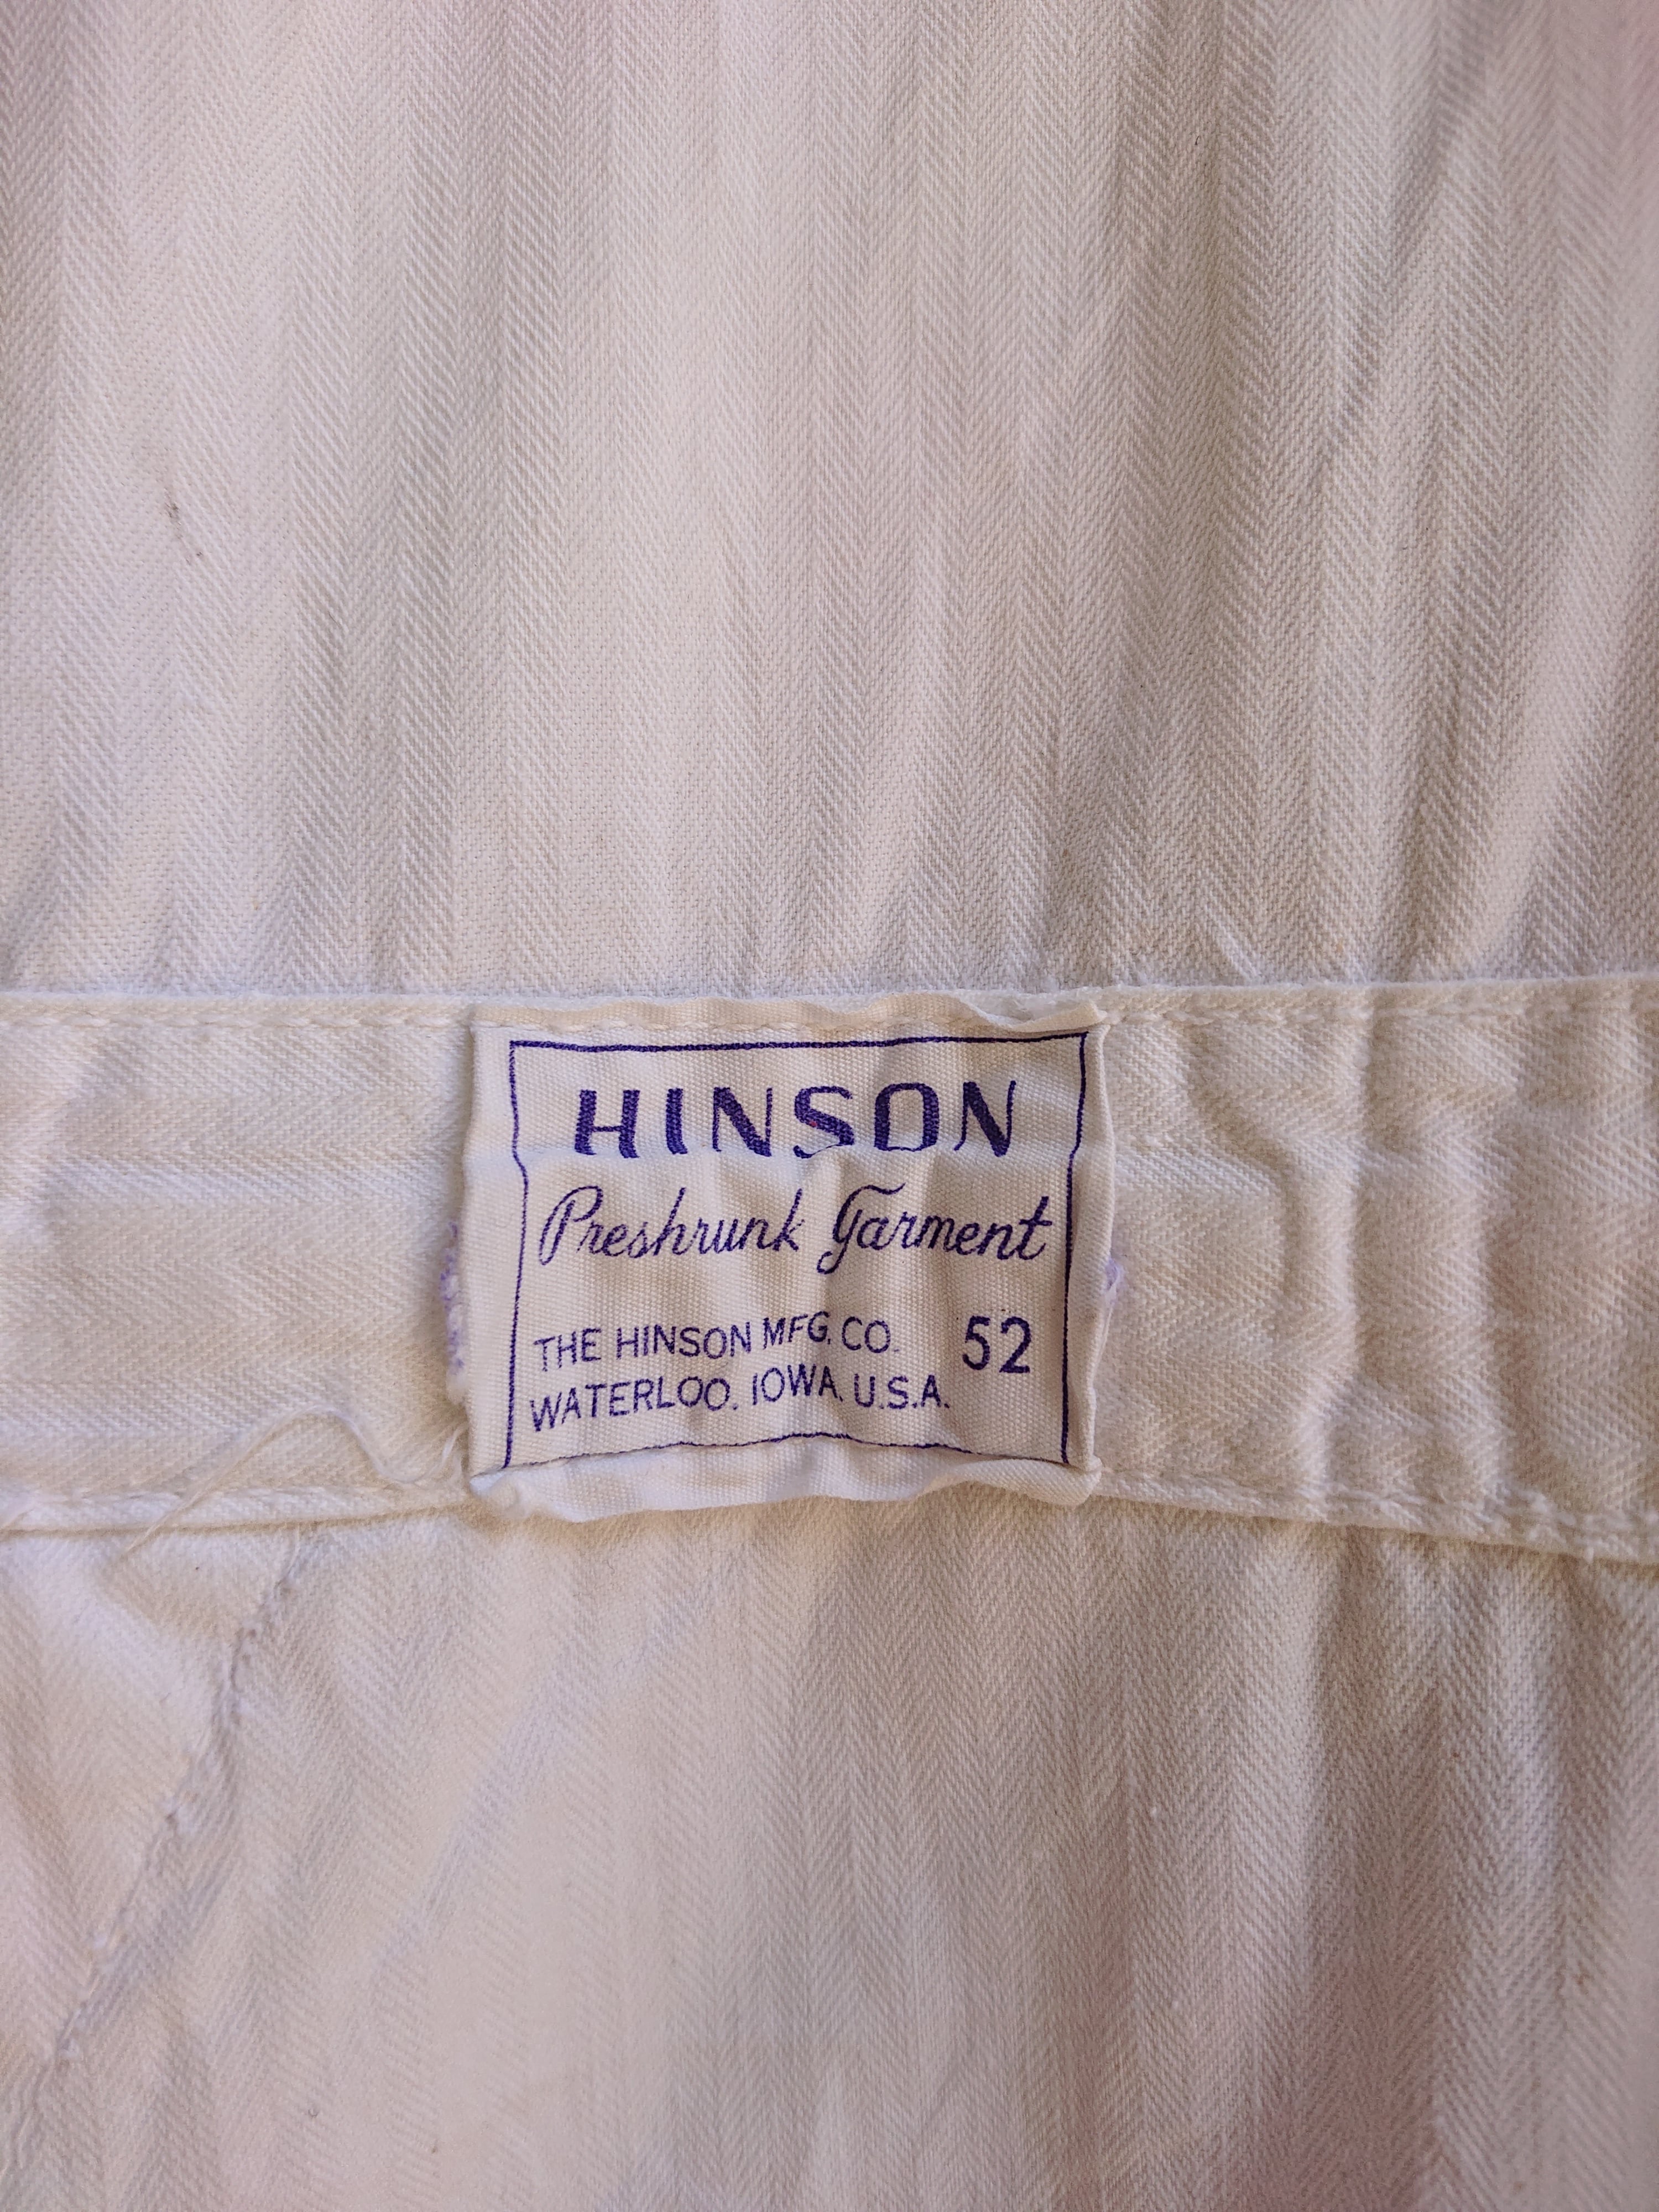 HINSON
Preshrunk Garment
THE HINSON MFG. CO. 52
WATERLOO. IOWA. U.S.A.